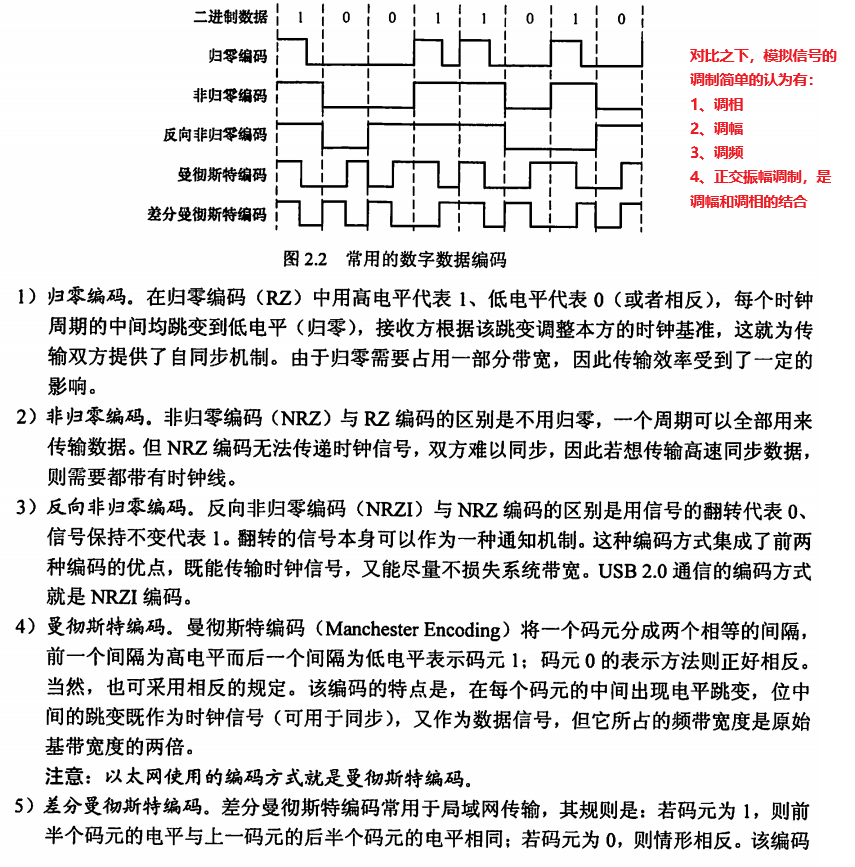 二进制数据 1 0 0 1 1 0 1 0
归零编码
非归零编码
反向非归零编码
曼彻斯特编码
差分曼彻斯特编码
对比之下，模拟信号的
调制简单的认为有：
1、调相
2、调幅
3、调频
4、正交振幅调制，是
调幅和调相的结合
图 2.2 常用的数字数据编码
1）归零编码。在归零编码（RZ）中用高电平代表 1、低电平代表 0（或者相反），每个时钟
周期的中间均跳变到低电平（归零），接收方根据该跳变调整本方的时钟基准，这就为传
输双方提供了自同步机制。由于归零需要占用一部分带宽，因此传输效率受到了一定的
影响。
2）非归零编码。非归零编码（NRZ）与 RZ 编码的区别是不用归零，一个周期可以全部用来
传输数据。但 NRZ 编码无法传递时钟信号，双方难以同步，因此若想传输高速同步数据，
则需要都带有时钟线。
3）反向非归零编码。反向非归零编码（NRZI）与 NRZ 编码的区别是用信号的翻转代表 0、
信号保持不变代表 1。翻转的信号本身可以作为一种通知机制。这种编码方式集成了前两
种编码的优点，既能传输时钟信号，又能尽量不损失系统带宽。USB 2.0 通信的编码方式
就是 NRZI 编码。
4）曼彻斯特编码。曼彻斯特编码（Manchester Encoding）将一个码元分成两个相等的间隔，
前一个间隔为高电平而后一个间隔为低电平表示码元 1；码元 0 的表示方法则正好相反。
当然，也可采用相反的规定。该编码的特点是，在每个码元的中间出现电平跳变，位中
间的跳变既作为时钟信号（可用于同步），又作为数据信号，但它所占的频带宽度是原始
基带宽度的两倍。
注意：以太网使用的编码方式就是曼彻斯特编码。
5）差分曼彻斯特编码。差分曼彻斯特编码常用于局域网传输，其规则是：若码元为 1，则前
半个码元的电平与上一码元的后半个码元的电平相同；若码元为 0，则情形相反。该编码